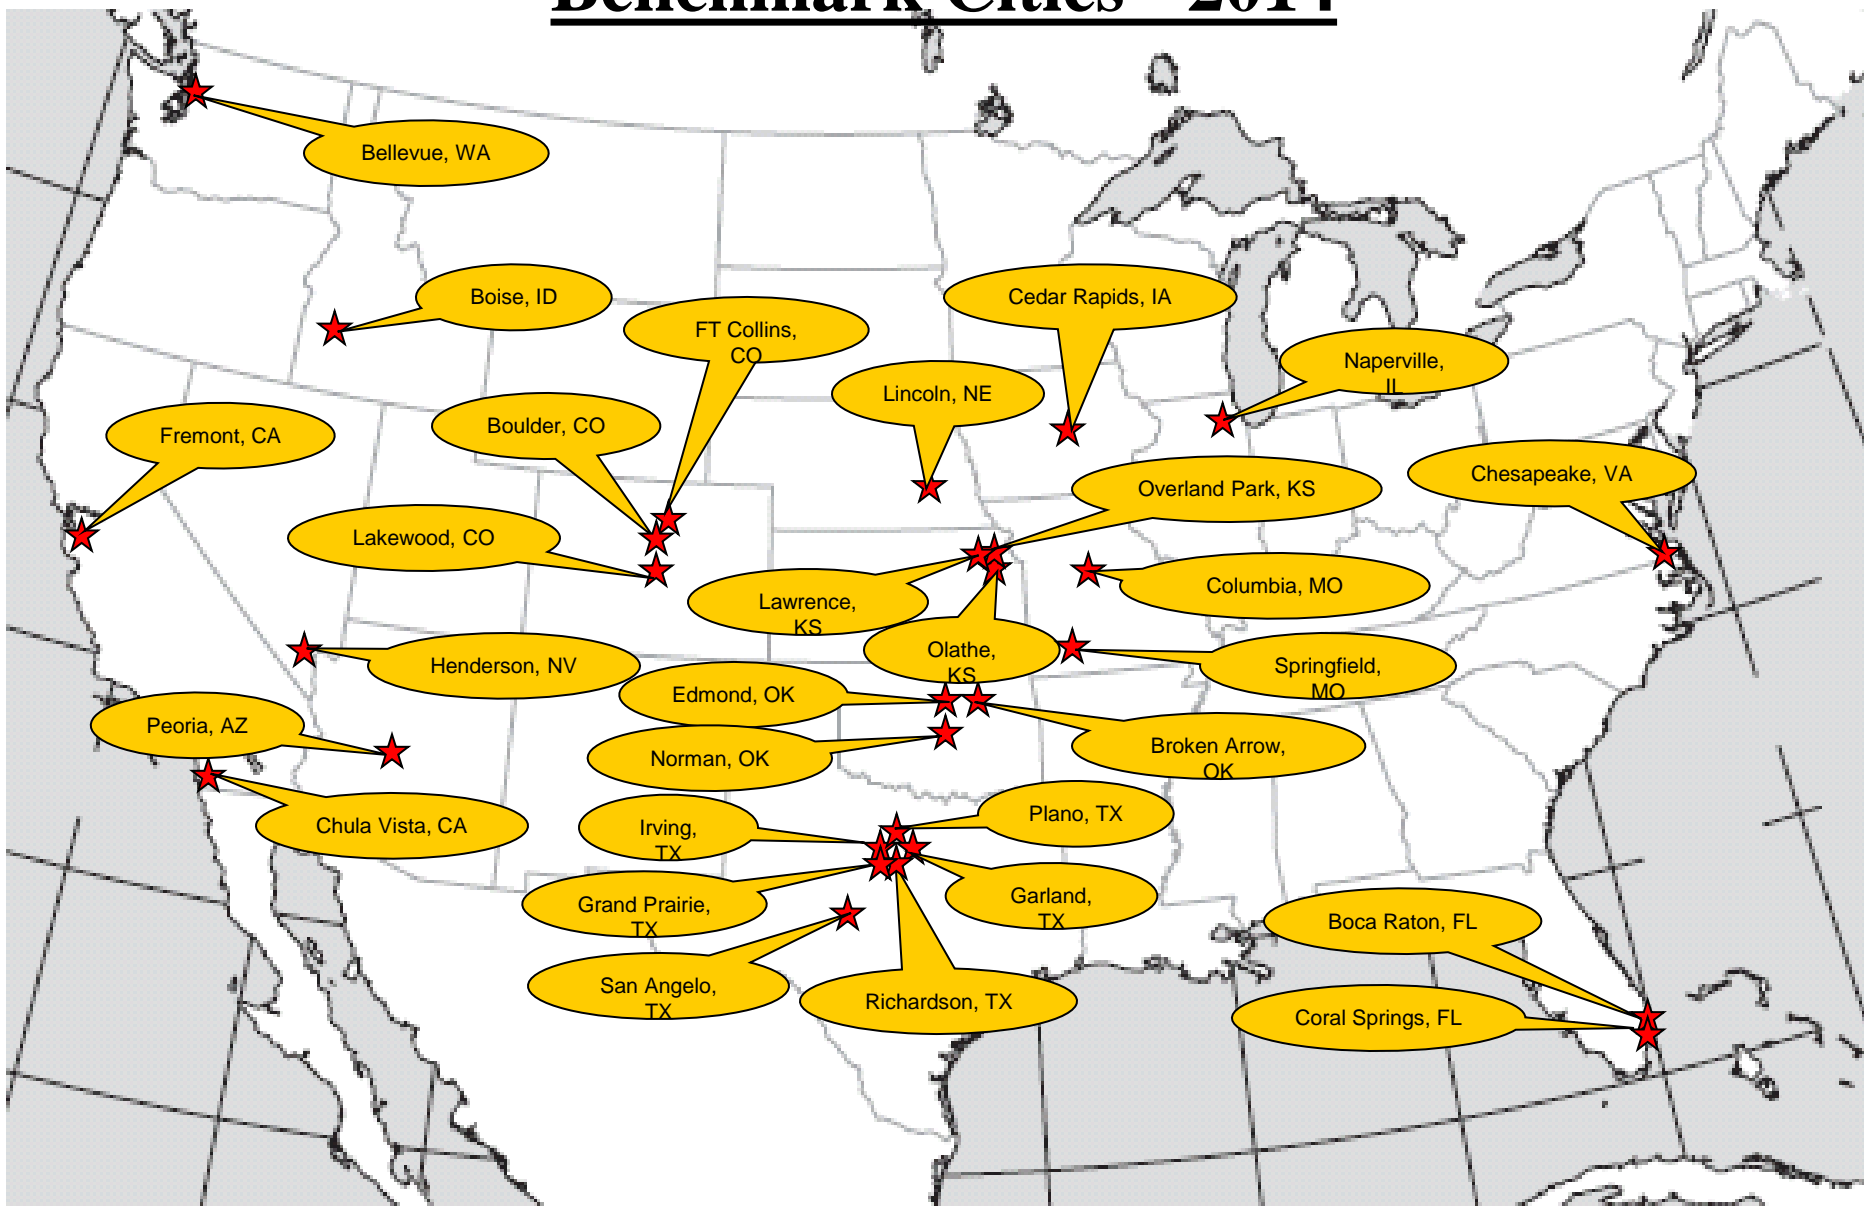 Benchmark Cities - 2014
Bellevue, WA
Boise, ID
FT Collins,
CO
Cedar Rapids, IA
Naperville,
IL
Lincoln, NE
Boulder, CO
Fremont, CA
Overland Park, KS
Chesapeake, VA
Lakewood, CO
Lawrence,
KS
Columbia, MO
Olathe,
KS
Henderson, NV
Springfield,
MO
Edmond, OK
Peoria, AZ
Norman, OK
Broken Arrow,
OK
Plano, TX
Chula Vista, CA
Irving,
TX
Grand Prairie,
TX
Garland,
TX
Boca Raton, FL
San Angelo,
TX
Richardson, TX
Coral Springs, FL